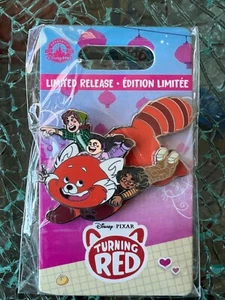 LIMITED RELEASE • ÉDITION LIMITÉE
Disney • PIXAR
TURNING
RED